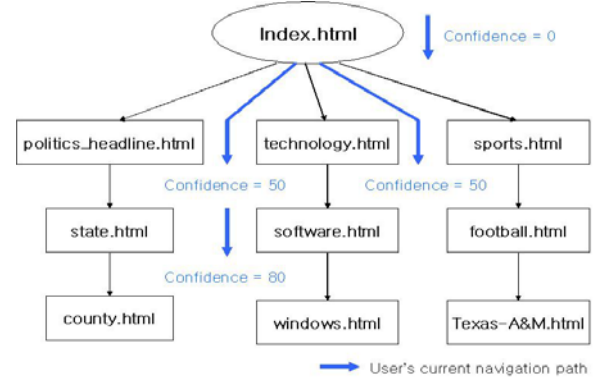 Index.html
Confidence = 0
politics_headline.html
technology.html
sports.html
Confidence = 50
Confidence = 50
state.html
software.html
football.html
Confidence = 80
county.html
windows.html
Texas-A&M.html
User's current navigation path